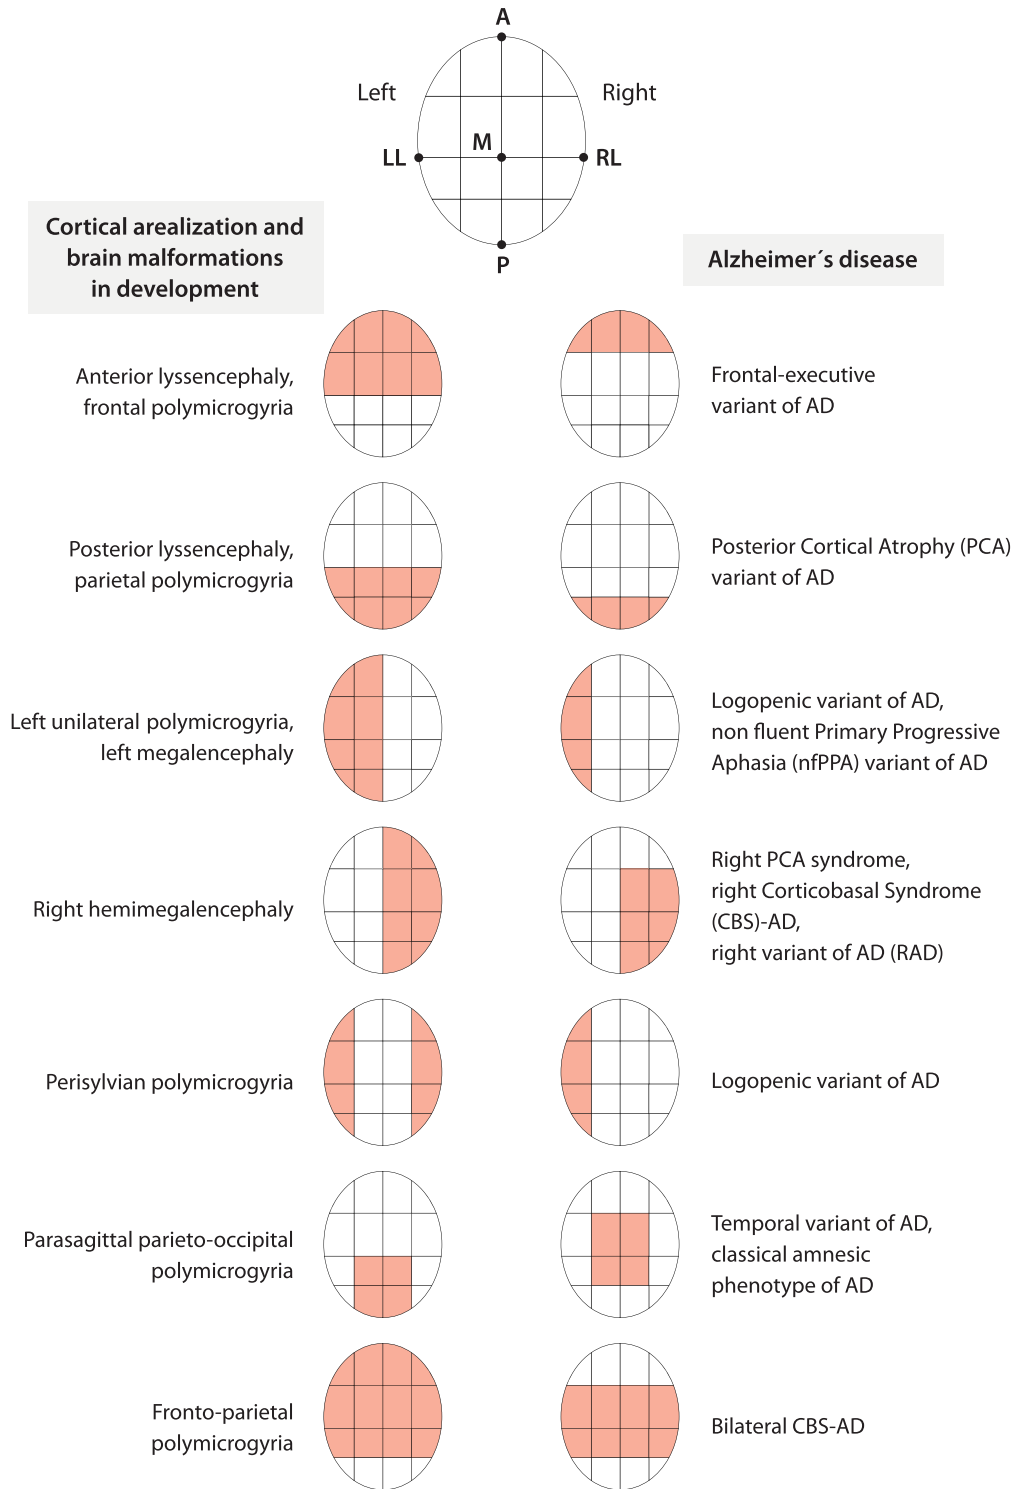 A
Left
Right
M
LL
RL
P
Cortical arealization and
brain malformations
in development
Alzheimer´s disease
Anterior lyssencephaly,
frontal polymicrogyria
Frontal-executive
variant of AD
Posterior lyssencephaly,
parietal polymicrogyria
Posterior Cortical Atrophy (PCA)
variant of AD
Left unilateral polymicrogyria,
left megalencephaly
Logopenic variant of AD,
non fluent Primary Progressive
Aphasia (nfPPA) variant of AD
Right hemimegalencephaly
Right PCA syndrome,
right Corticobasal Syndrome
(CBS)-AD,
right variant of AD (RAD)
Perisylvian polymicrogyria
Logopenic variant of AD
Parasagittal parieto-occipital
polymicrogyria
Temporal variant of AD,
classical amnesic
phenotype of AD
Fronto-parietal
polymicrogyria
Bilateral CBS-AD